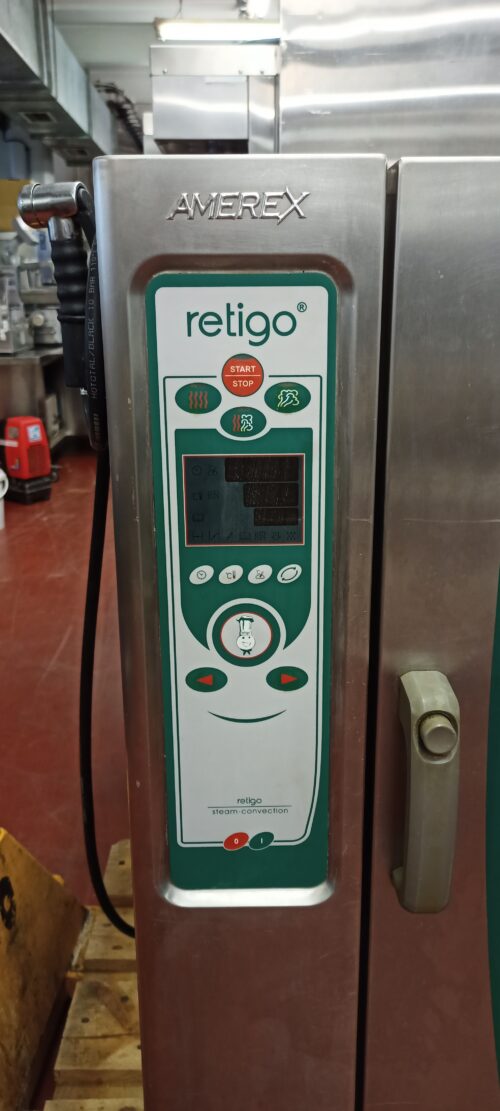 AMEREX
retigo®
START
STOP
retigo
steam·convection
0 I